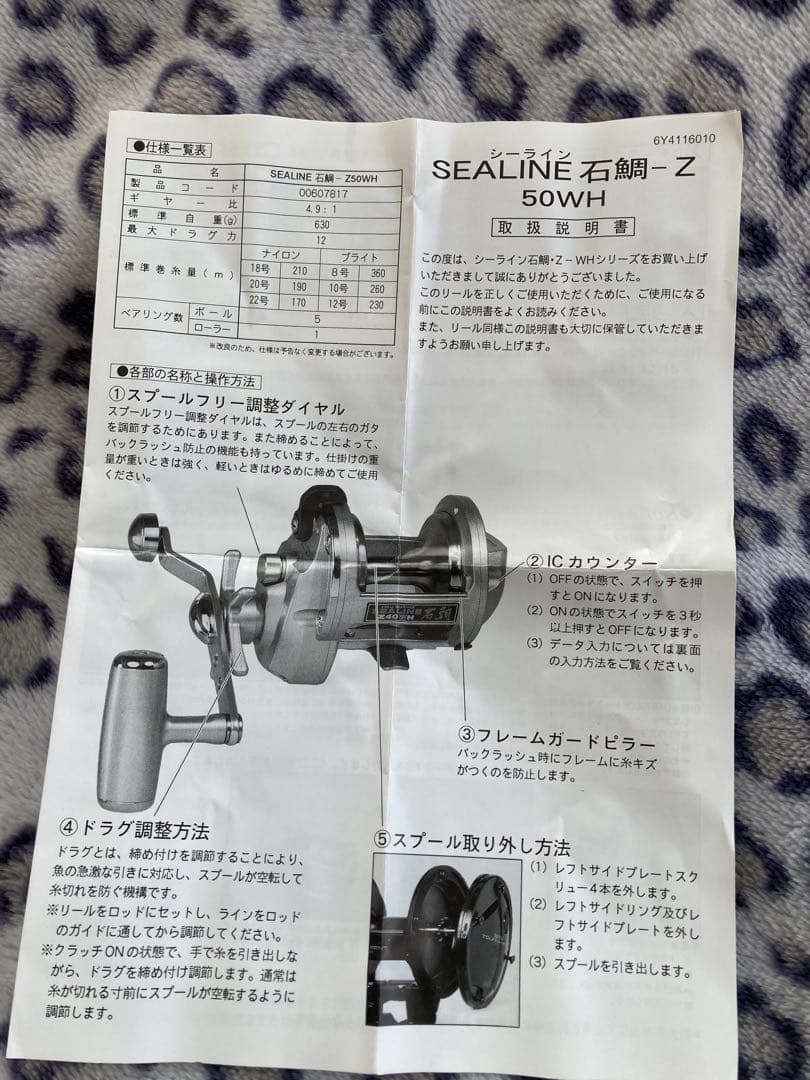 6Y4116010
シーライン
SEALINE 石鯛-Z
50WH
取扱説明書
この度は、シーライン石鯛・Z-WHシリーズをお買い上げ
いただきまして誠にありがとうございました。
このリールを正しくご使用いただくために、ご使用になる
前にこの説明書をよくお読みください。
また、リール同様この説明も大切に保管していただきま
すようお願い申し上げます。
●仕様一覧表
品名 SEALINE 石鯛-Z50WH
製品コード 00607817
ギヤー比 4.9:1
標準自重(g) 630
最大ドラグ力 12
標準巻糸量(m) ナイロン ブライト
18号 210 8号 360
20号 190 10号 260
22号 170 12号 230
ベアリング数 ボール 5
ローラー 1
※改良のため、仕様は予告なく変更する場合がございます。
●各部の名称と操作方法
①スプールフリー調整ダイヤル
スプールフリー調整ダイヤルは、スプールの左右のガタ
を調節するためにあります。また締めることによって、
バックラッシュ防止の機能も持っています。仕掛けの重
量が重いときは強く、軽いときはゆるめに締めてご使用
ください。
SEALINE 石鯛
Z40WH
②ICカウンター
(1) OFFの状態で、スイッチを押
すとONになります。
(2) ONの状態でスイッチを3秒
以上押すとOFFになります。
(3) データ入力については裏面
の入力方法をご覧ください。
③フレームガードピラー
バックラッシュ時にフレームに糸キズ
がつくのを防止します。
④ドラグ調整方法
ドラグとは、締め付けを調節することにより、
魚の急激な引きに対応し、スプールが空転して
糸切れを防ぐ機構です。
※リールをロッドにセットし、ラインをロッド
のガイドに通してから調節してください。
※クラッチONの状態で、手で糸を引き出しな
がら、ドラグを締め付け調節します。通常は
糸が切れる寸前にスプールが空転するように
調節します。
⑤スプール取り外し方法
(1) レフトサイドプレートスク
リュー4本を外します。
(2) レフトサイドリング及びレ
フトサイドプレートを外し
ます。
(3) スプールを引き出します。